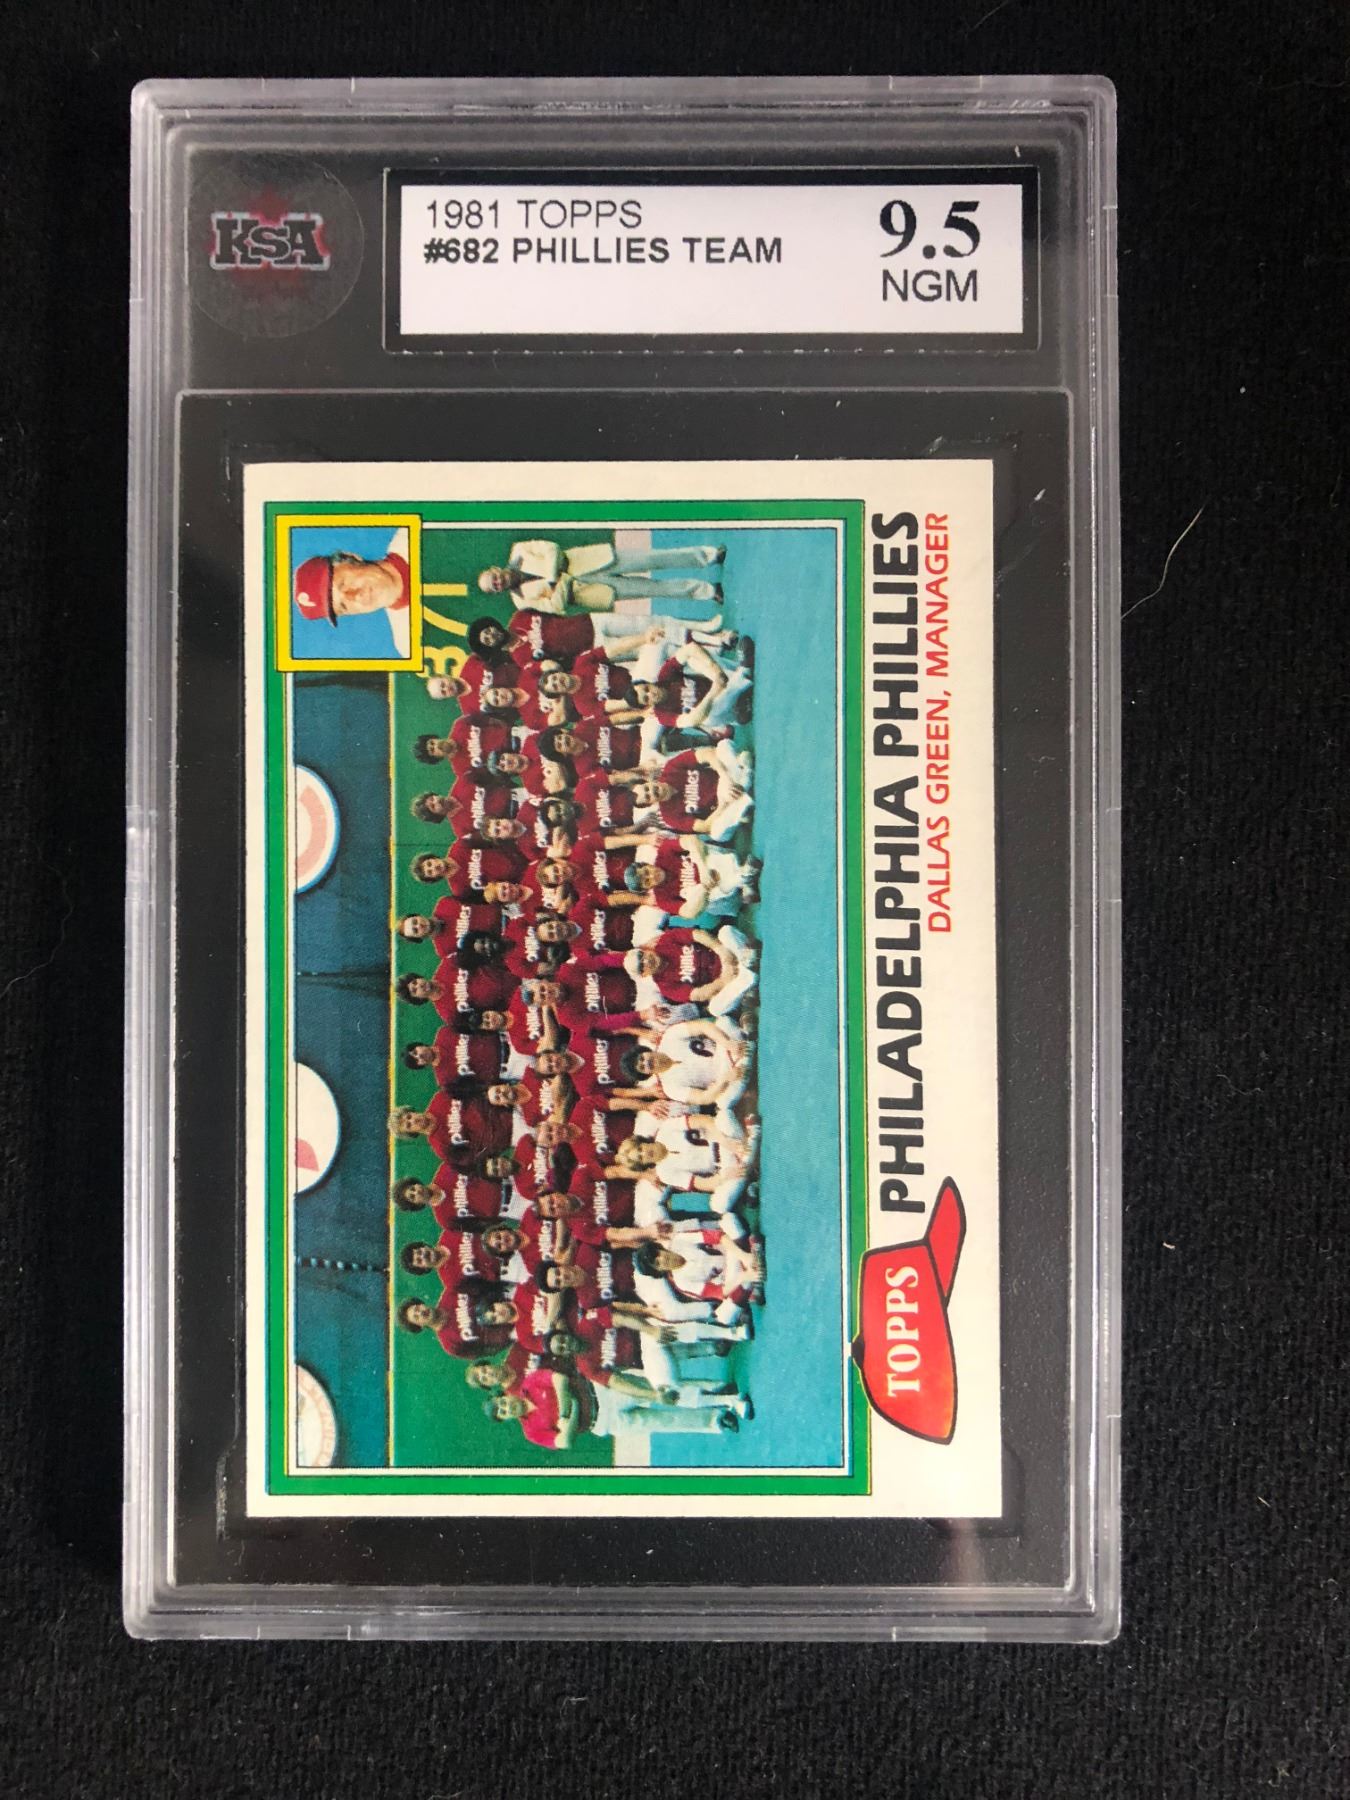 KSA
1981 TOPPS
#682 PHILLIES TEAM
9.5
NGM
PHILADELPHIA PHILLIES
DALLAS GREEN, MANAGER
TOPPS